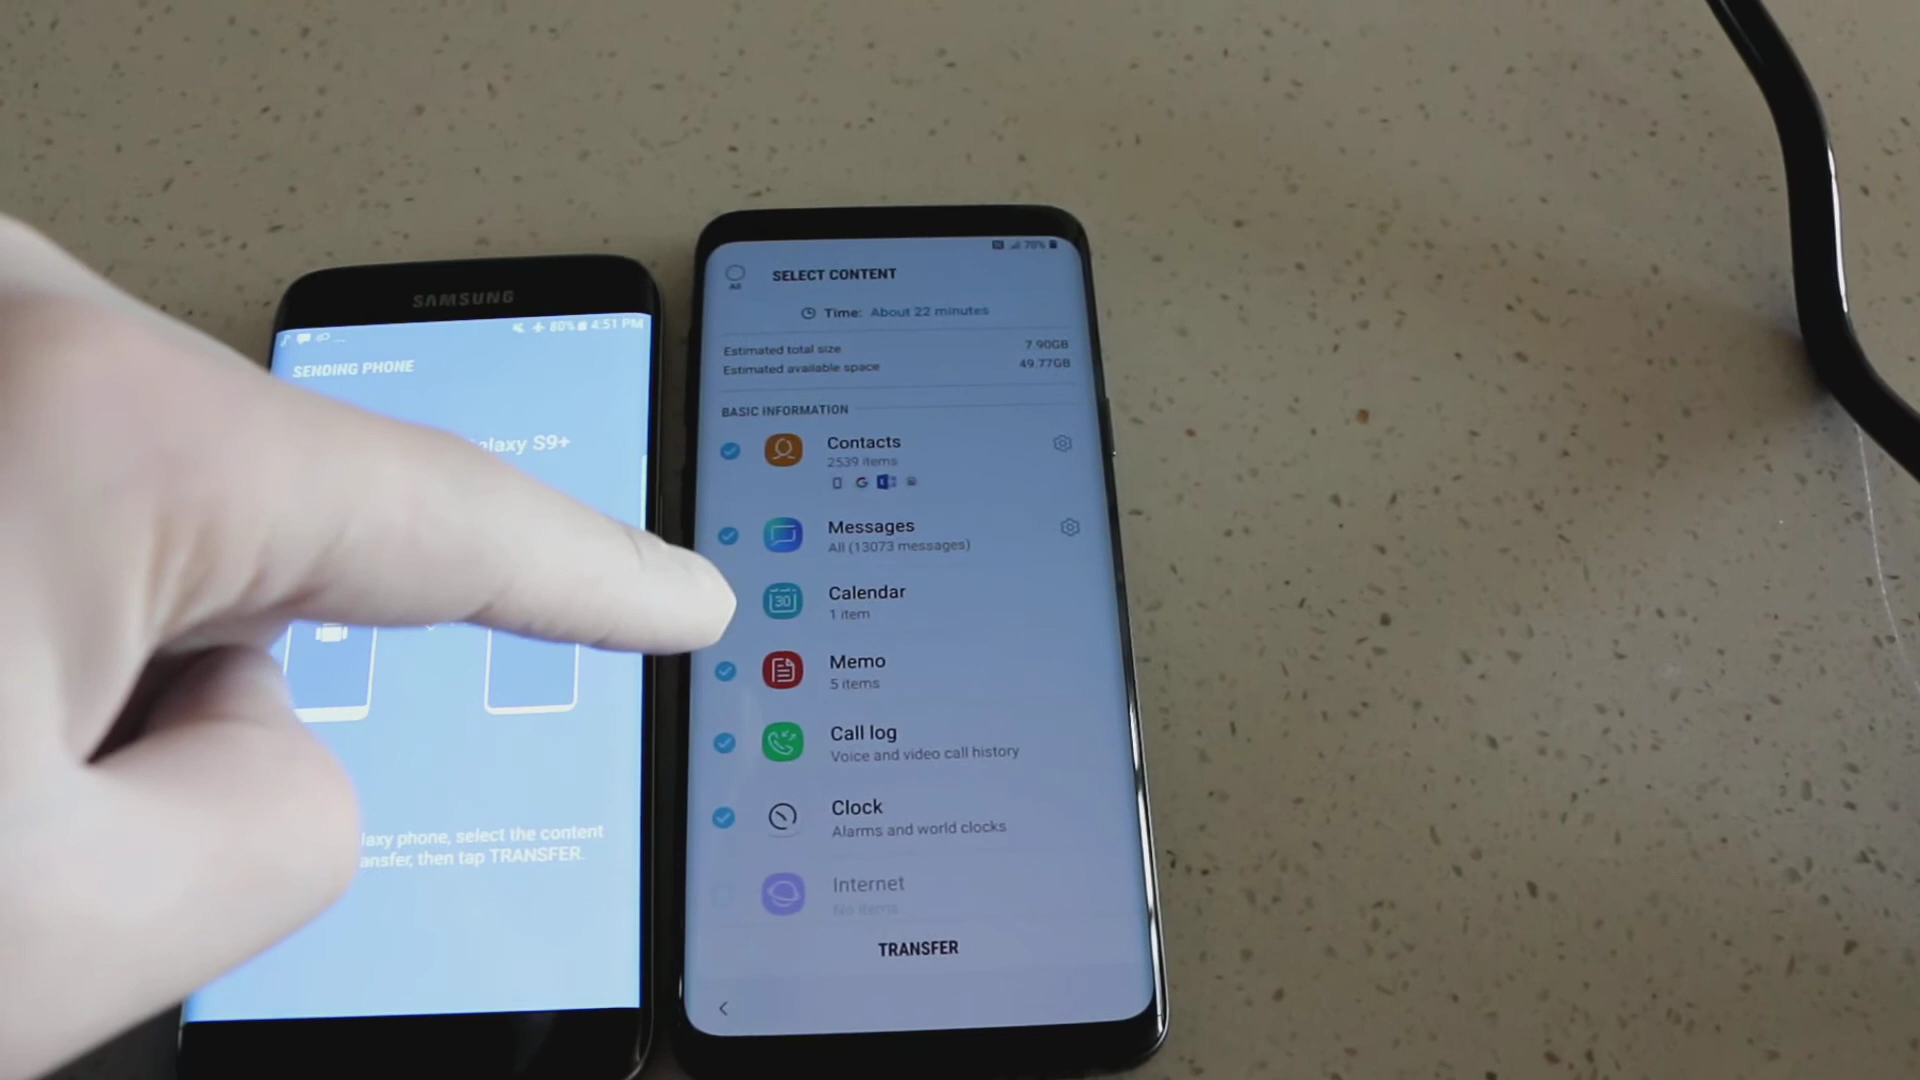 SAMSUNG
80% 4:51 PM
SENDING PHONE
Galaxy S9+
laxy phone, select the content
ansfer, then tap TRANSFER.
70%
All
SELECT CONTENT
Time: About 22 minutes
Estimated total size 7.90GB
Estimated available space 49.77GB
BASIC INFORMATION
Contacts
2539 items
G
Messages
All (13073 messages)
30
Calendar
1 item
Memo
5 items
Call log
Voice and video call history
Clock
Alarms and world clocks
Internet
No items
TRANSFER